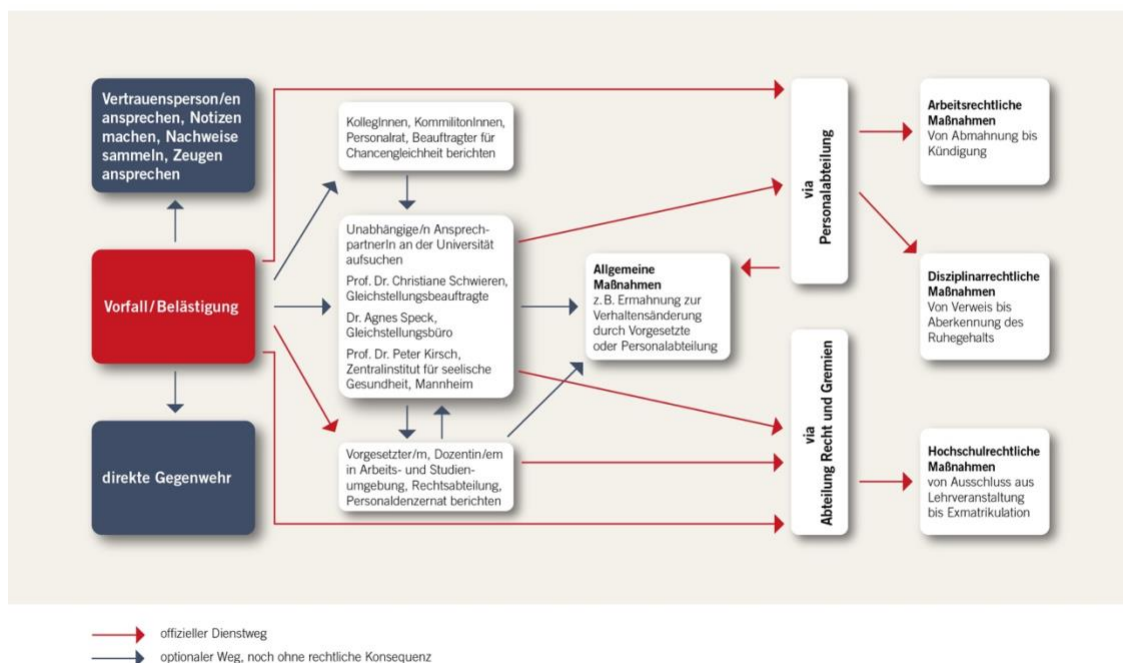 Vertrauensperson/en
ansprechen, Notizen
machen, Nachweise
sammeln, Zeugen
ansprechen
Vorfall/Belästigung
direkte Gegenwehr
KollegInnen, KommilitonInnen,
Personalrat, Beauftragter für
Chancengleichheit berichten
Unabhängige/n Ansprech-
partnerIn an der Universität
aufsuchen
Prof. Dr. Christiane Schwieren,
Gleichstellungsbeauftragte
Dr. Agnes Speck,
Gleichstellungsbüro
Prof. Dr. Peter Kirsch,
Zentralinstitut für seelische
Gesundheit, Mannheim
Vorgesetzter/m, Dozentin/em
in Arbeits- und Studien-
umgebung, Rechtsabteilung,
Personaldenzernat berichten
Allgemeine
Maßnahmen
z. B. Ermahnung zur
Verhaltensänderung
durch Vorgesetzte
oder Personalabteilung
via
Personalabteilung
via
Abteilung Recht und Gremien
Arbeitsrechtliche
Maßnahmen
Von Abmahnung bis
Kündigung
Disziplinarrechtliche
Maßnahmen
Von Verweis bis
Aberkennung des
Ruhegehalts
Hochschulrechtliche
Maßnahmen
von Ausschluss aus
Lehrveranstaltung
bis Exmatrikulation
offizieller Dienstweg
optionaler Weg, noch ohne rechtliche Konsequenz